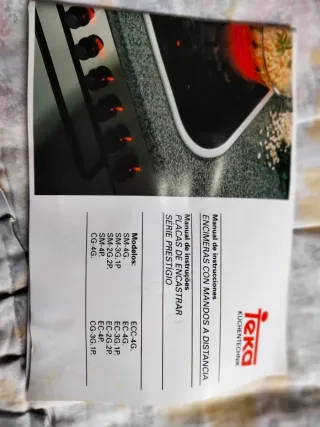 Teka
KÜCHENTECHNIK
Manual de instrucciones
ENCIMERAS CON MANDOS A DISTANCIA
Manual de instruções
PLACAS DE ENCASTRAR
SÉRIE PRESTIGIO
Modelos: ECC-4G.
SM-4G. EC-4G.
SM-3G.1P EC-3G.1P.
SM-2G.2P. EC-2G.2P.
SM-4P. EC-4P.
CG-4G. CG-3G.1P.